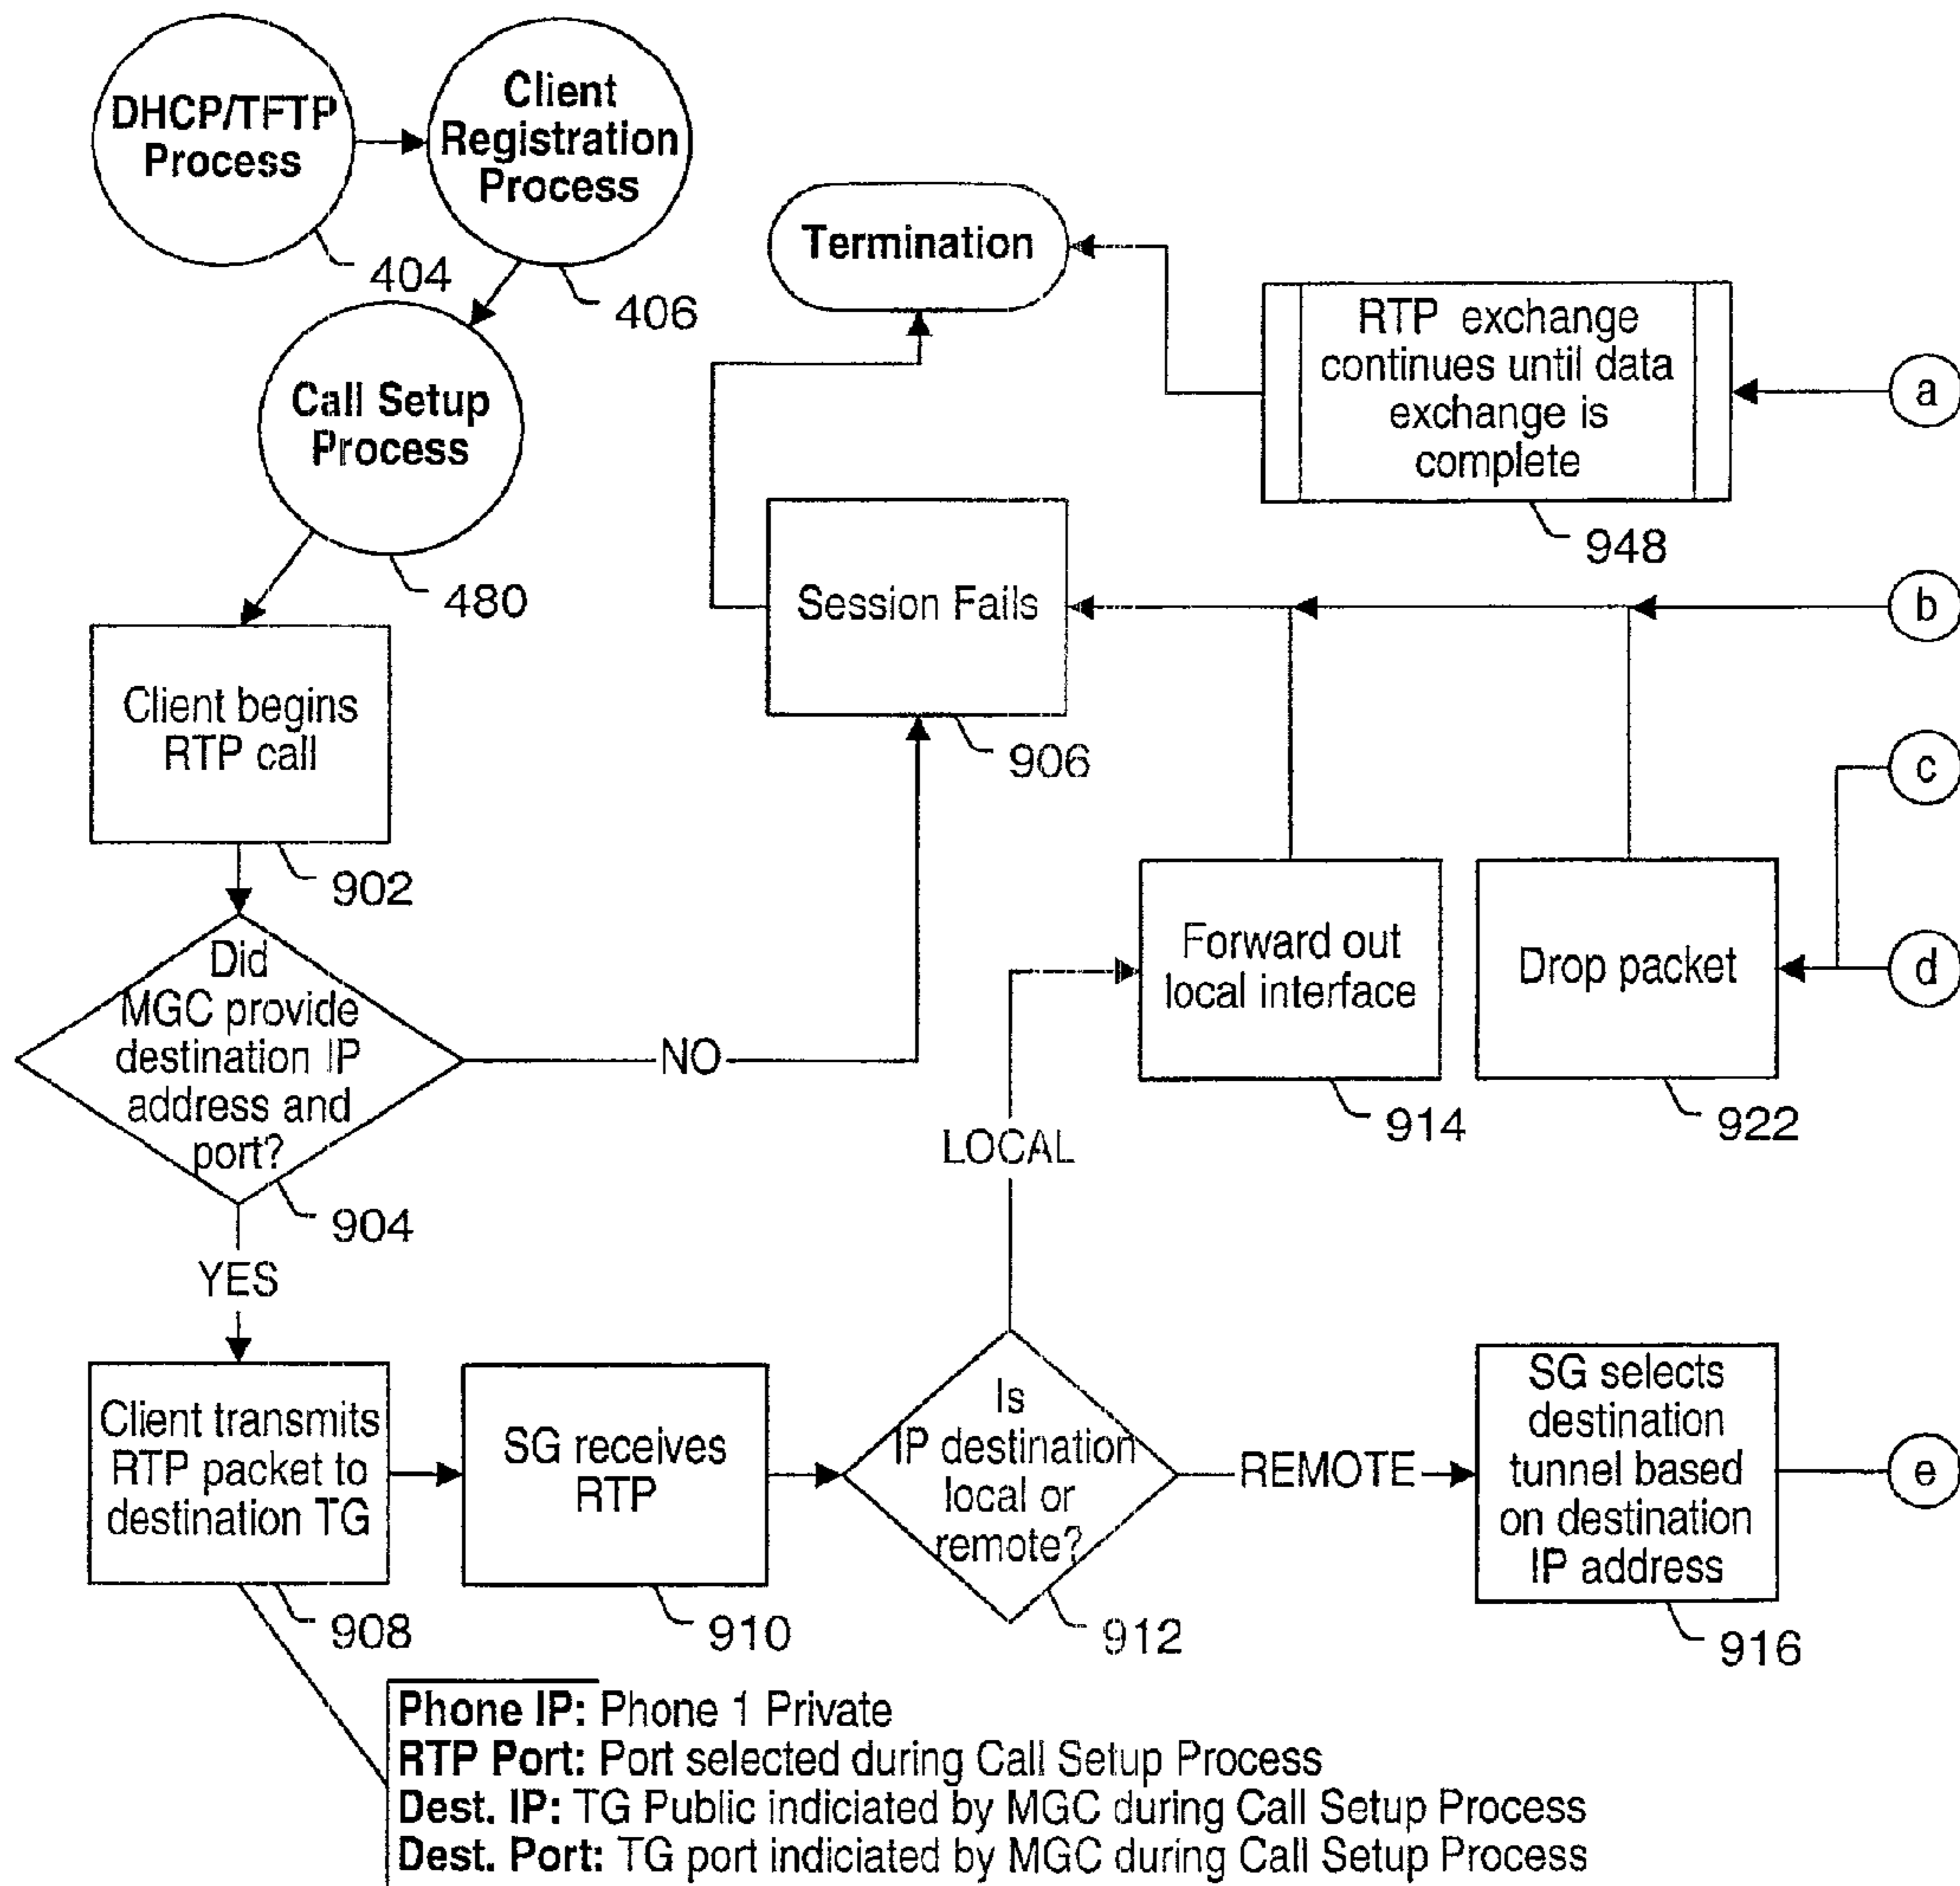 DHCP/TFTP
Process
404
Client
Registration
Process
406
Call Setup
Process
480
Termination
RTP exchange
continues until data
exchange is
complete
948
a
Session Fails
906
b
Client begins
RTP call
902
c
Did
MGC provide
destination IP
address and
port?
904
NO
YES
Forward out
local interface
914
Drop packet
922
d
LOCAL
Client transmits
RTP packet to
destination TG
908
SG receives
RTP
910
Is
IP destination
local or
remote?
912
REMOTE
SG selects
destination
tunnel based
on destination
IP address
916
e
Phone IP: Phone 1 Private
RTP Port: Port selected during Call Setup Process
Dest. IP: TG Public indiciated by MGC during Call Setup Process
Dest. Port: TG port indiciated by MGC during Call Setup Process